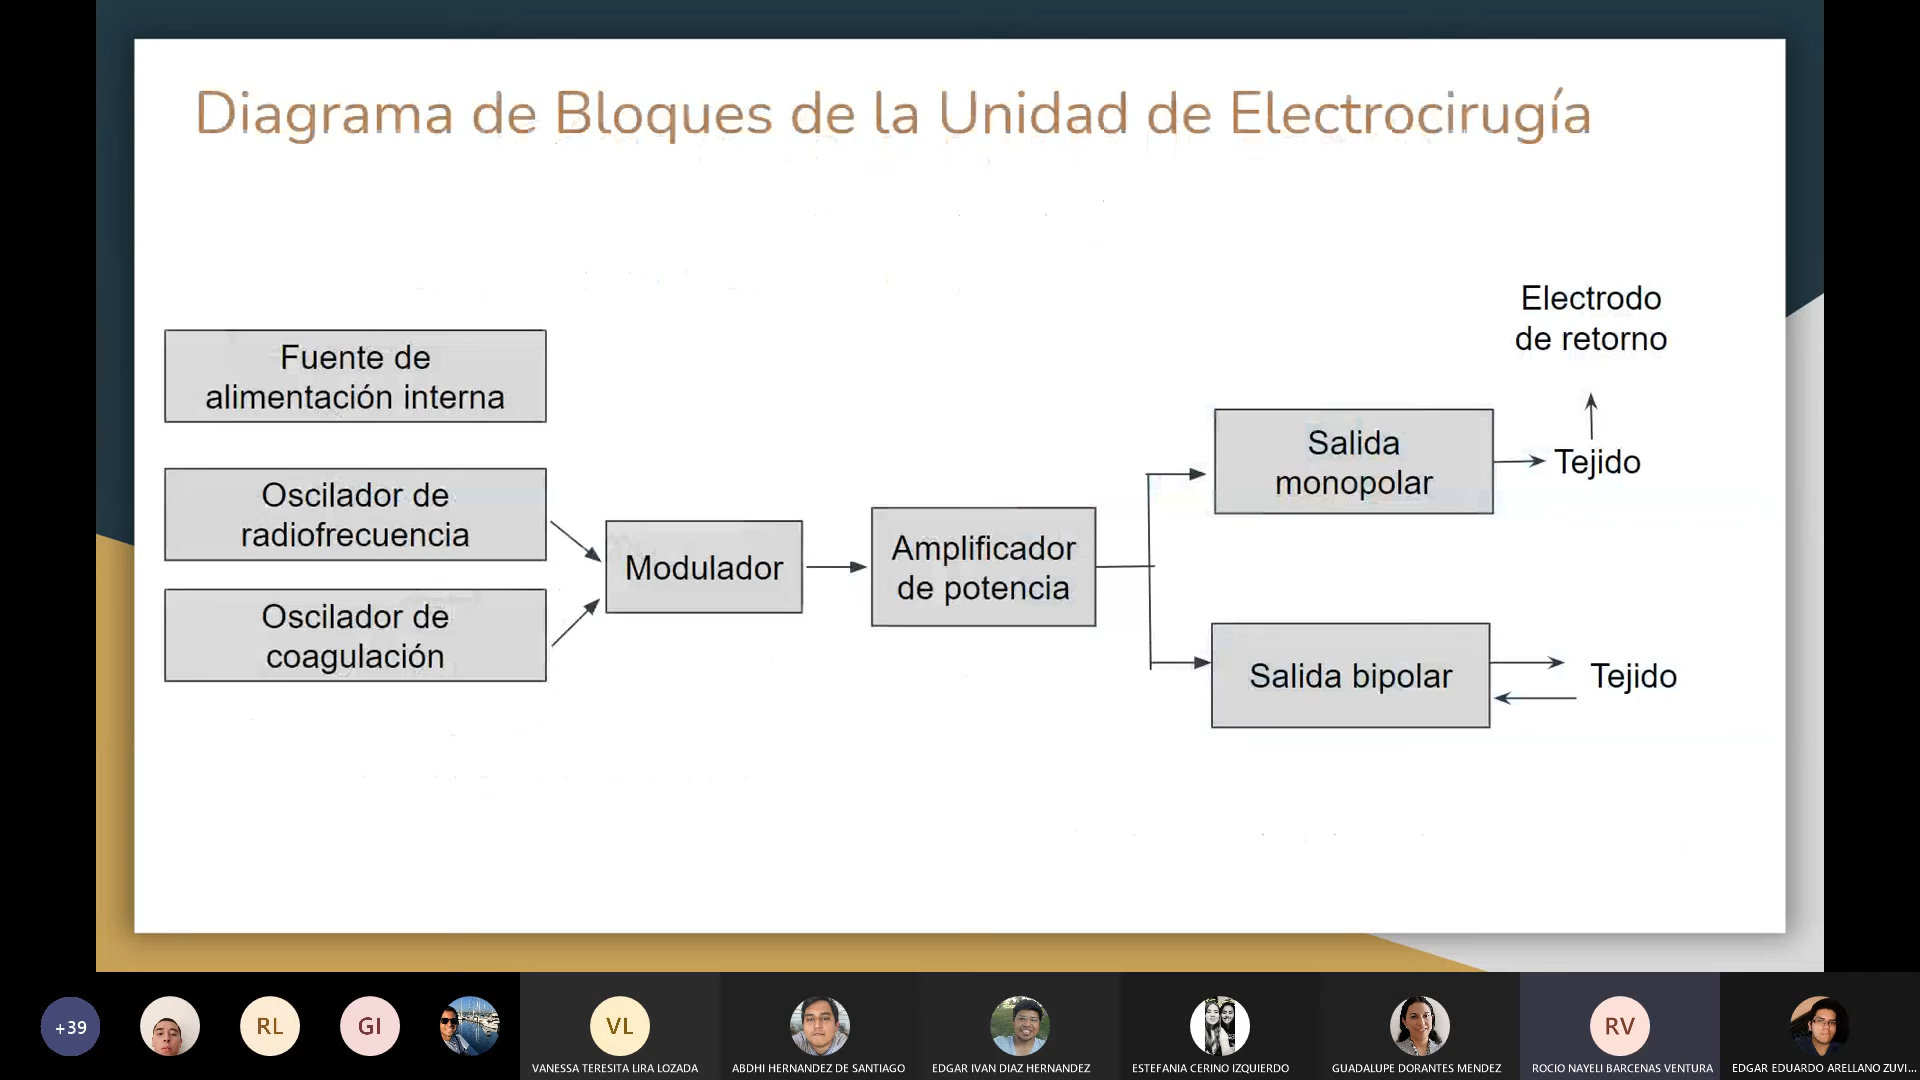 Diagrama de Bloques de la Unidad de Electrocirugía
Electrodo
de retorno
Fuente de
alimentación interna
Salida
monopolar
Tejido
Oscilador de
radiofrecuencia
Modulador
Amplificador
de potencia
Oscilador de
coagulación
Salida bipolar
Tejido
+39
RL
GI
VL
RV
VANESSA TERESITA LIRA LOZADA
ABDHI HERNANDEZ DE SANTIAGO
EDGAR IVAN DIAZ HERNANDEZ
ESTEFANIA CERINO IZQUIERDO
GUADALUPE DORANTES MENDEZ
ROCIO NAYELI BARCENAS VENTURA
EDGAR EDUARDO ARELLANO ZUVI...